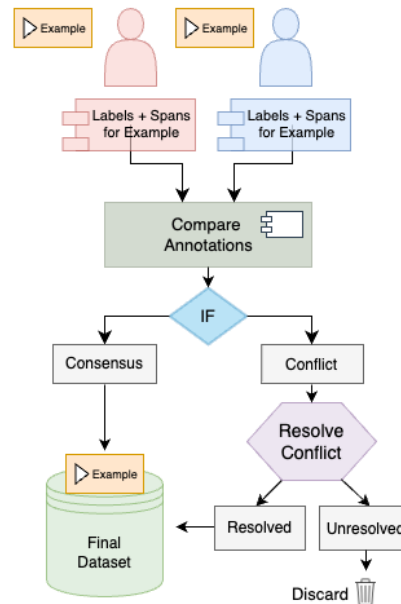 Example
Example
Labels + Spans
for Example
Labels + Spans
for Example
Compare
Annotations
IF
Consensus
Conflict
Resolve
Conflict
Example
Final
Dataset
Resolved
Unresolved
Discard